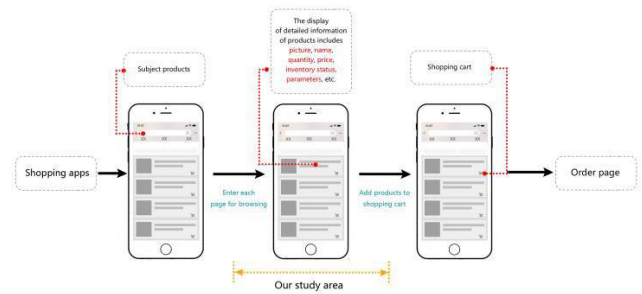 The display
of detailed information
of products includes
picture, name,
quantity, price,
inventory status,
parameters, etc.
Subject products
Shopping cart
Shopping apps
Enter each
page for browsing
Add products to
shopping cart
Order page
Our study area